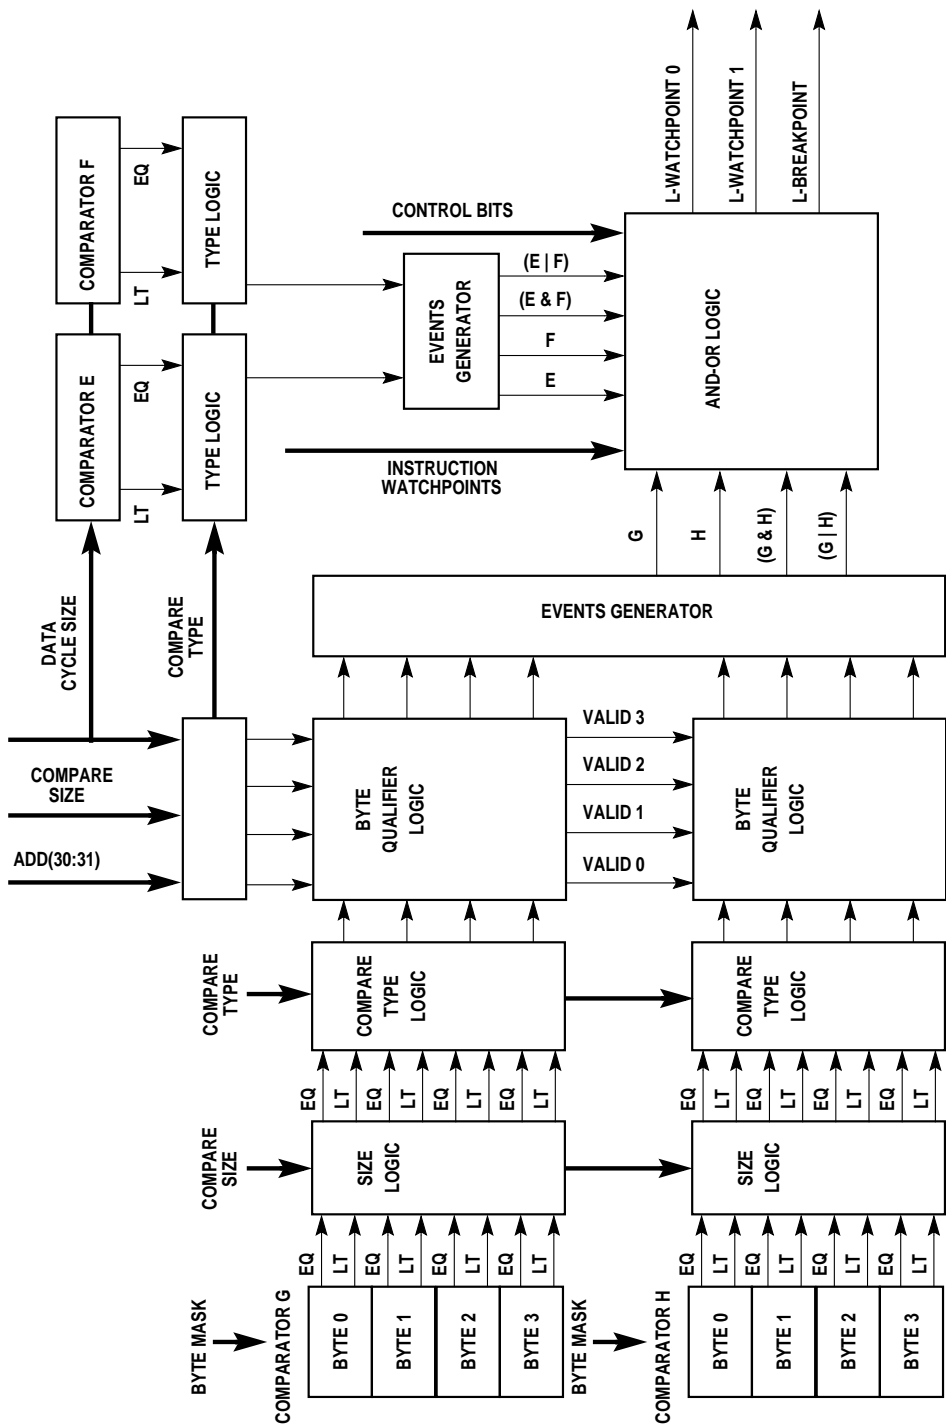 L-WATCHPOINT 0
L-WATCHPOINT 1
L-BREAKPOINT
COMPARATOR F
EQ
LT
TYPE LOGIC
CONTROL BITS
(E | F)
(E & F)
F
E
EVENTS
GENERATOR
AND-OR LOGIC
COMPARATOR E
EQ
LT
TYPE LOGIC
INSTRUCTION
WATCHPOINTS
G
H
(G & H)
(G | H)
DATA
CYCLE SIZE
COMPARE
TYPE
EVENTS GENERATOR
COMPARE
SIZE
ADD(30:31)
BYTE
QUALIFIER
LOGIC
VALID 3
VALID 2
VALID 1
VALID 0
BYTE
QUALIFIER
LOGIC
COMPARE
TYPE
COMPARE
TYPE
LOGIC
COMPARE
TYPE
LOGIC
EQ
LT
EQ
LT
EQ
LT
EQ
LT
EQ
LT
EQ
LT
EQ
LT
EQ
LT
COMPARE
SIZE
SIZE
LOGIC
SIZE
LOGIC
EQ
LT
EQ
LT
EQ
LT
EQ
LT
EQ
LT
EQ
LT
EQ
LT
EQ
LT
BYTE MASK
COMPARATOR G
BYTE 0
BYTE 1
BYTE 2
BYTE 3
BYTE MASK
COMPARATOR H
BYTE 0
BYTE 1
BYTE 2
BYTE 3